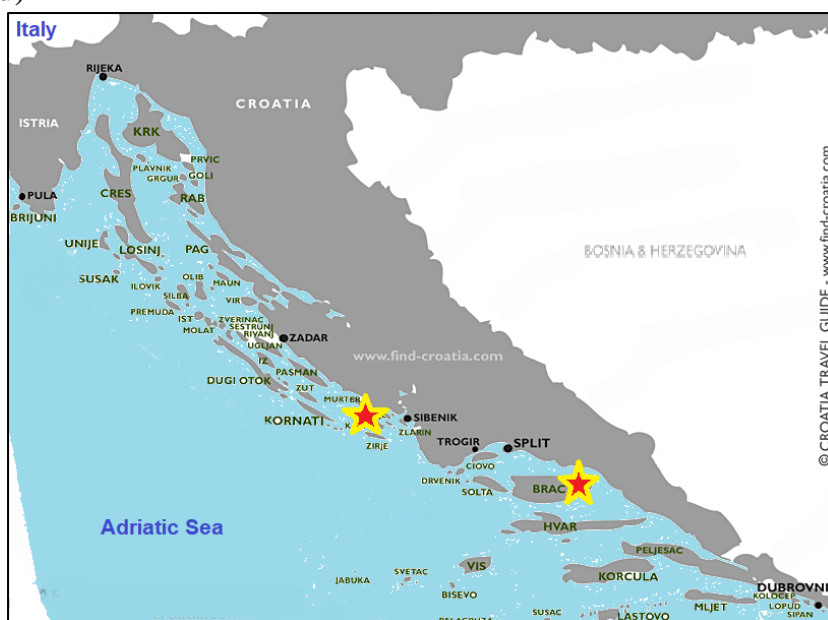 Italy
RIJEKA
CROATIA
ISTRIA
KRK
PRVIC
PLAVNIK
GRGUR
GOLI
CRES
RAB
PULA
BRIJUNI
UNIJE
LOSINJ
PAG
BOSNIA & HERZEGOVINA
SUSAK
ILOVIK
OLIB
MAUN
SILBA
VIR
PREMUDA
IST
ZVERINAC
MOLAT
SESTRUNJ
RIVANJ
UGLJAN
ZADAR
www.find-croatia.com
IZ
PASMAN
DUGI OTOK
ZUT
MURTER
KORNATI
SIBENIK
ZLARIN
ZIRJE
TROGIR
SPLIT
CIOVO
DRVENIK
SOLTA
BRAC
HVAR
Adriatic Sea
PELJESAC
VIS
SVETAC
JABUKA
KORCULA
BISEVO
DUBROVN
KOLOCEP
LOPUD
SIPAN
MLJET
SUSAC
LASTOVO
© CROATIA TRAVEL GUIDE - www.find-croatia.com